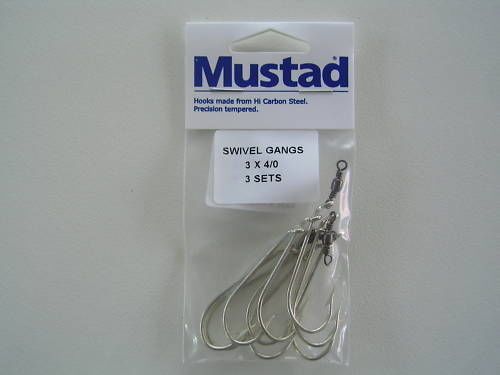 Mustad
Hooks made from Hi Carbon Steel.
Precision tempered.
SWIVEL GANGS
3 X 4/0
3 SETS